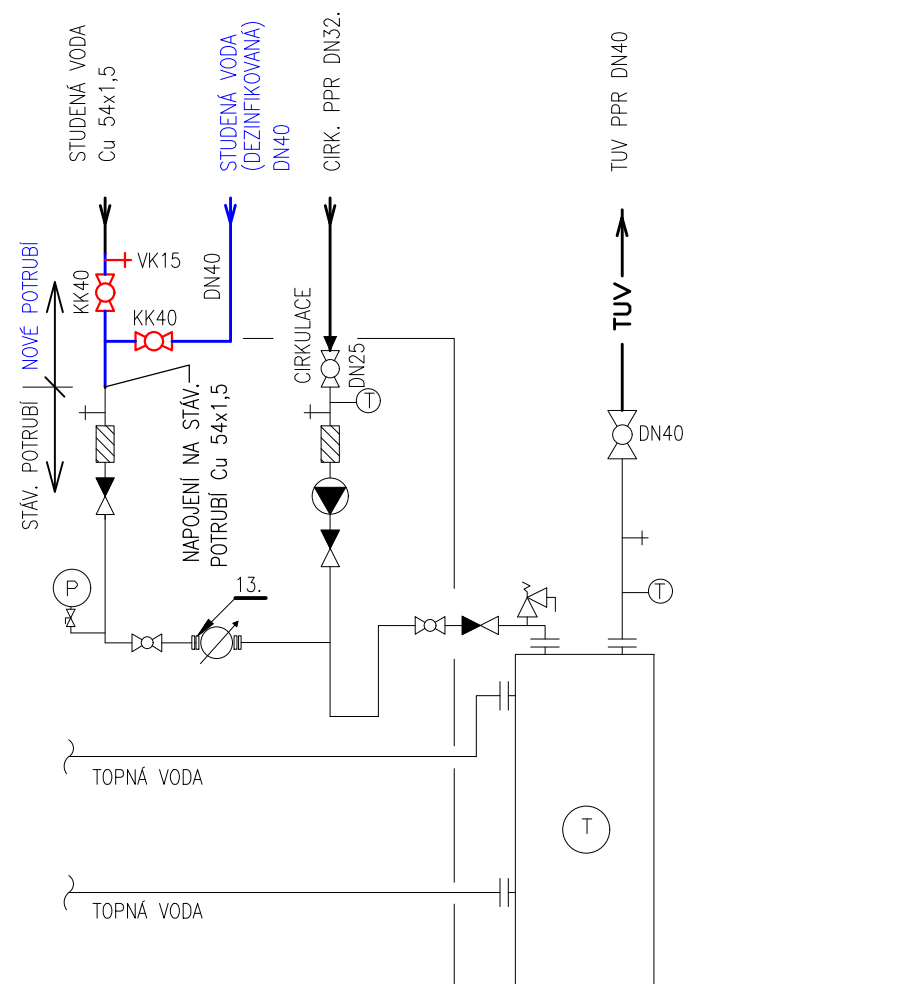 STUDENÁ VODA
Cu 54x1,5
STUDENÁ VODA
(DEZINFIKOVANÁ)
DN40
CIRK. PPR DN32.
TUV PPR DN40
NOVÉ POTRUBÍ
STÁV. POTRUBÍ
KK40
VK15
KK40
DN40
CIRKULACE
DN25
T
TUV
DN40
NAPOJENÍ NA STÁV.
POTRUBÍ Cu 54x1,5
P
13.
T
TOPNÁ VODA
T
TOPNÁ VODA